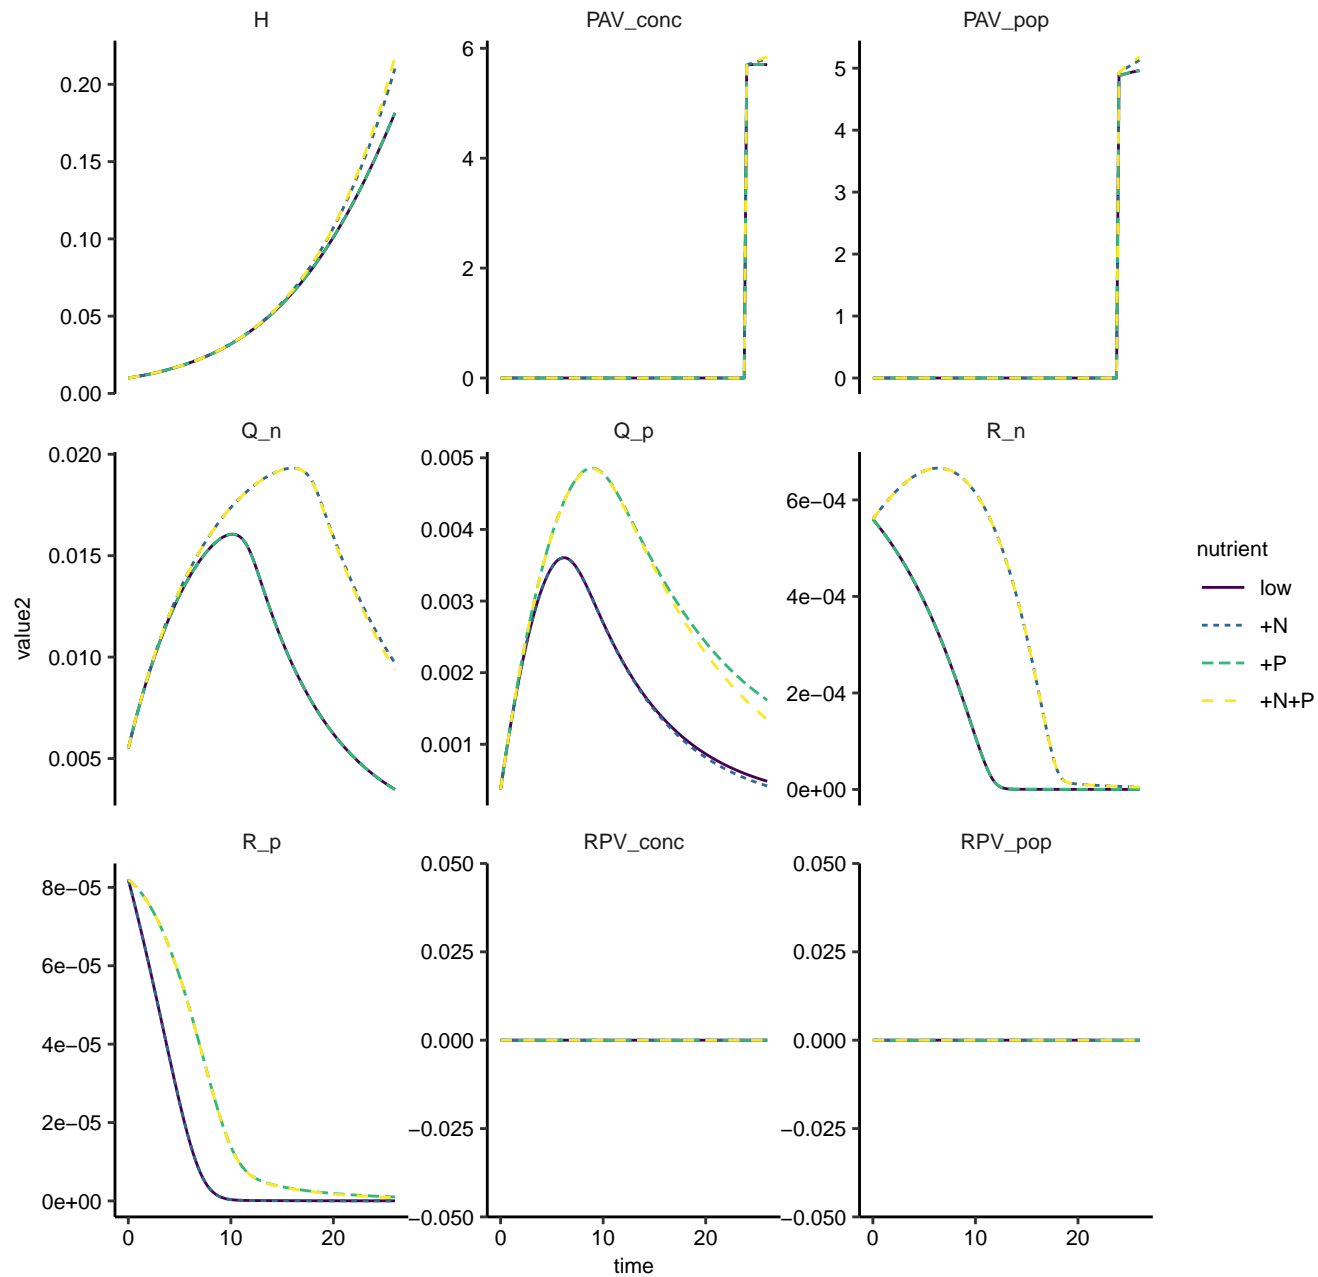 H
PAV_conc
PAV_pop
0.20
0.15
0.10
0.05
0.00
6
4
2
0
5
4
3
2
1
0
Q_n
Q_p
R_n
0.020
0.015
0.010
0.005
0.005
0.004
0.003
0.002
0.001
6e−04
4e−04
2e−04
0e+00
value2
nutrient
low
+N
+P
+N+P
R_p
RPV_conc
RPV_pop
8e−05
6e−05
4e−05
2e−05
0e+00
0.050
0.025
0.000
−0.025
−0.050
0.050
0.025
0.000
−0.025
−0.050
0 10 20
0 10 20
0 10 20
time